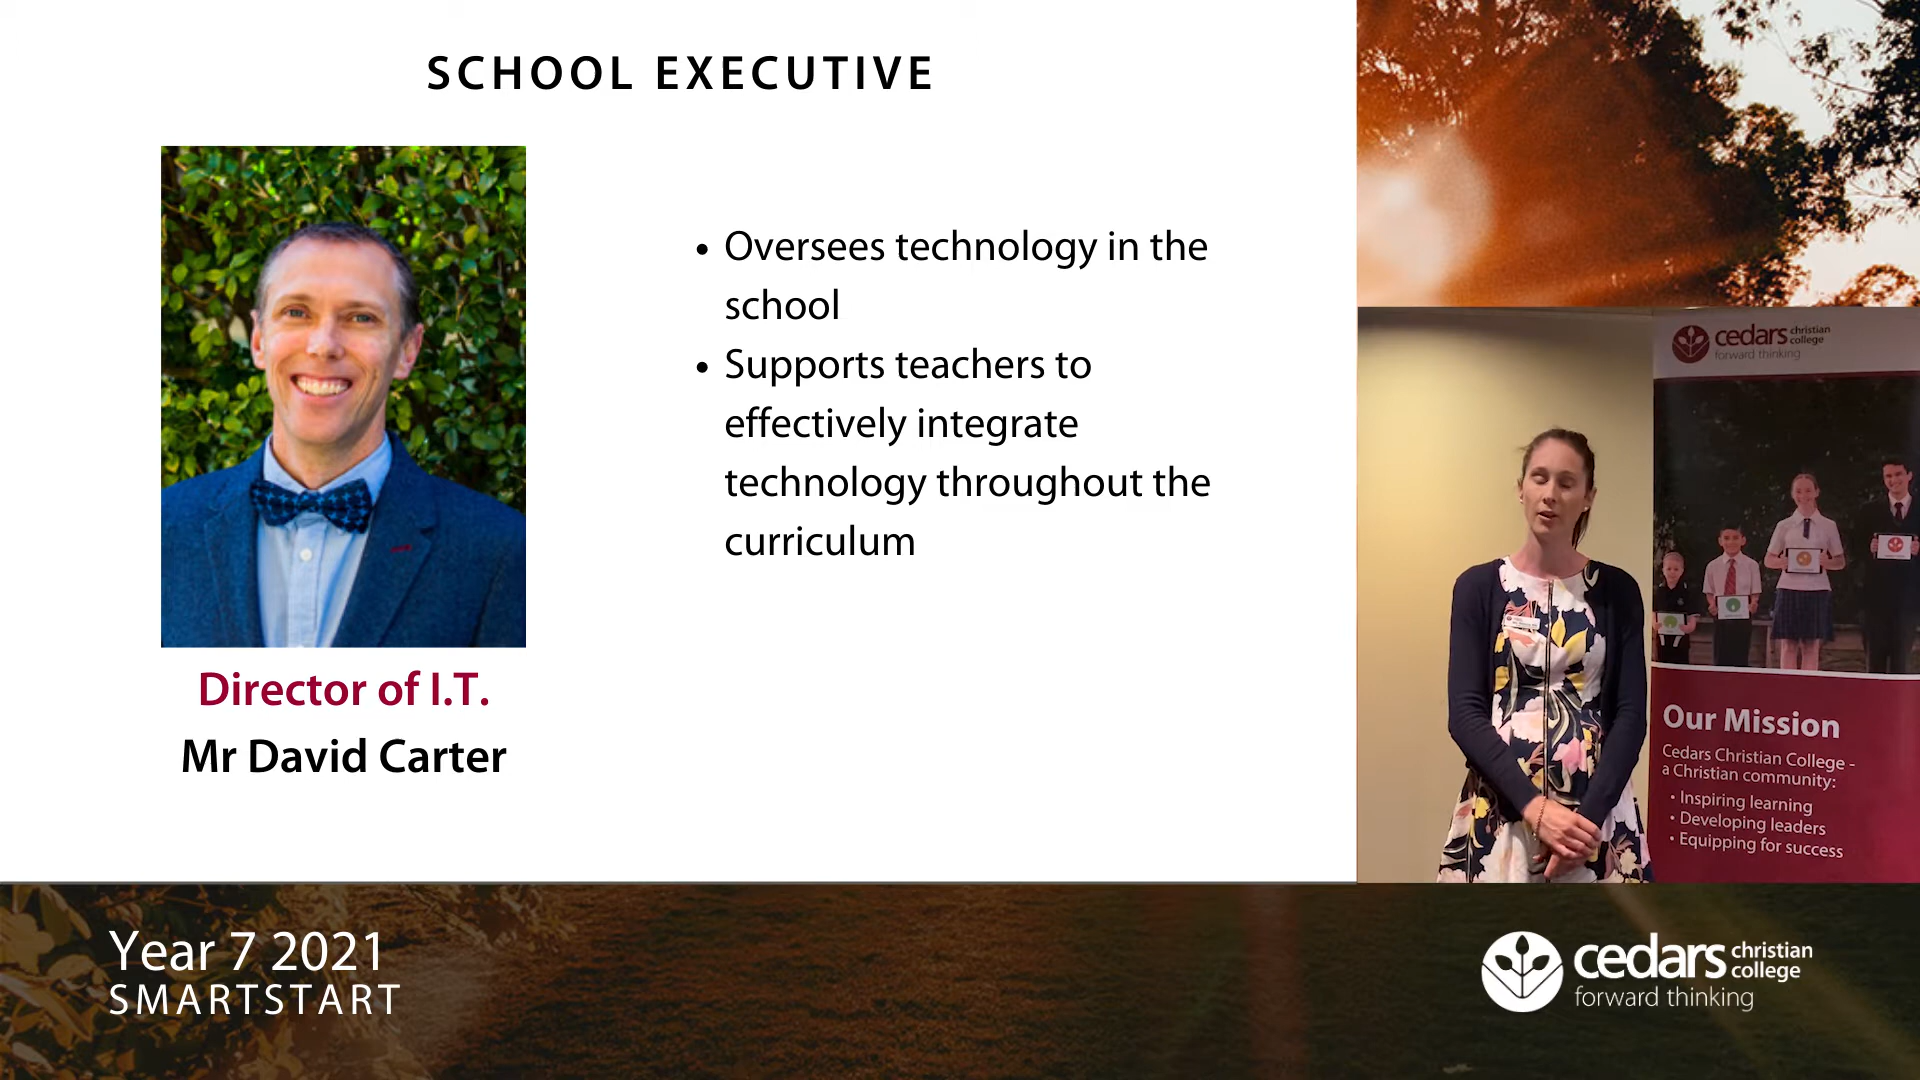 SCHOOL EXECUTIVE
• Oversees technology in the
school
• Supports teachers to
effectively integrate
technology throughout the
curriculum
Director of I.T.
Mr David Carter
cedars christian
college
forward thinking
Our Mission
Cedars Christian College -
a Christian community:
• Inspiring learning
• Developing leaders
• Equipping for success
Year 7 2021
SMARTSTART
cedars christian
college
forward thinking